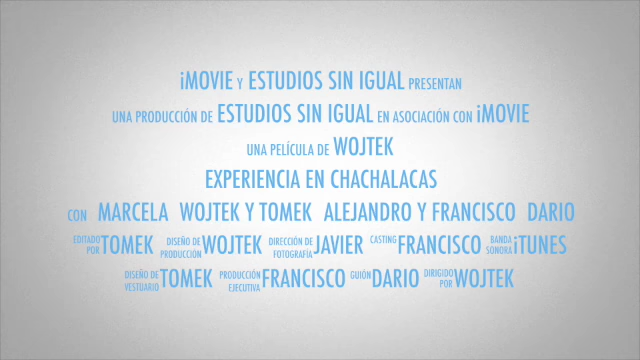 iMOVIE Y ESTUDIOS SIN IGUAL PRESENTAN
UNA PRODUCCIÓN DE ESTUDIOS SIN IGUAL EN ASOCIACIÓN CON iMOVIE
UNA PELÍCULA DE WOJTEK
EXPERIENCIA EN CHACHALACAS
CON MARCELA WOJTEK Y TOMEK ALEJANDRO Y FRANCISCO DARIO
EDITADO POR TOMEK DISEÑO DE PRODUCCIÓN WOJTEK DIRECCIÓN DE FOTOGRAFÍA JAVIER CASTING FRANCISCO BANDA SONORA iTUNES
DISEÑO DE VESTUARIO TOMEK PRODUCCIÓN EJECUTIVA FRANCISCO GUIÓN DARIO DIRIGIDO POR WOJTEK